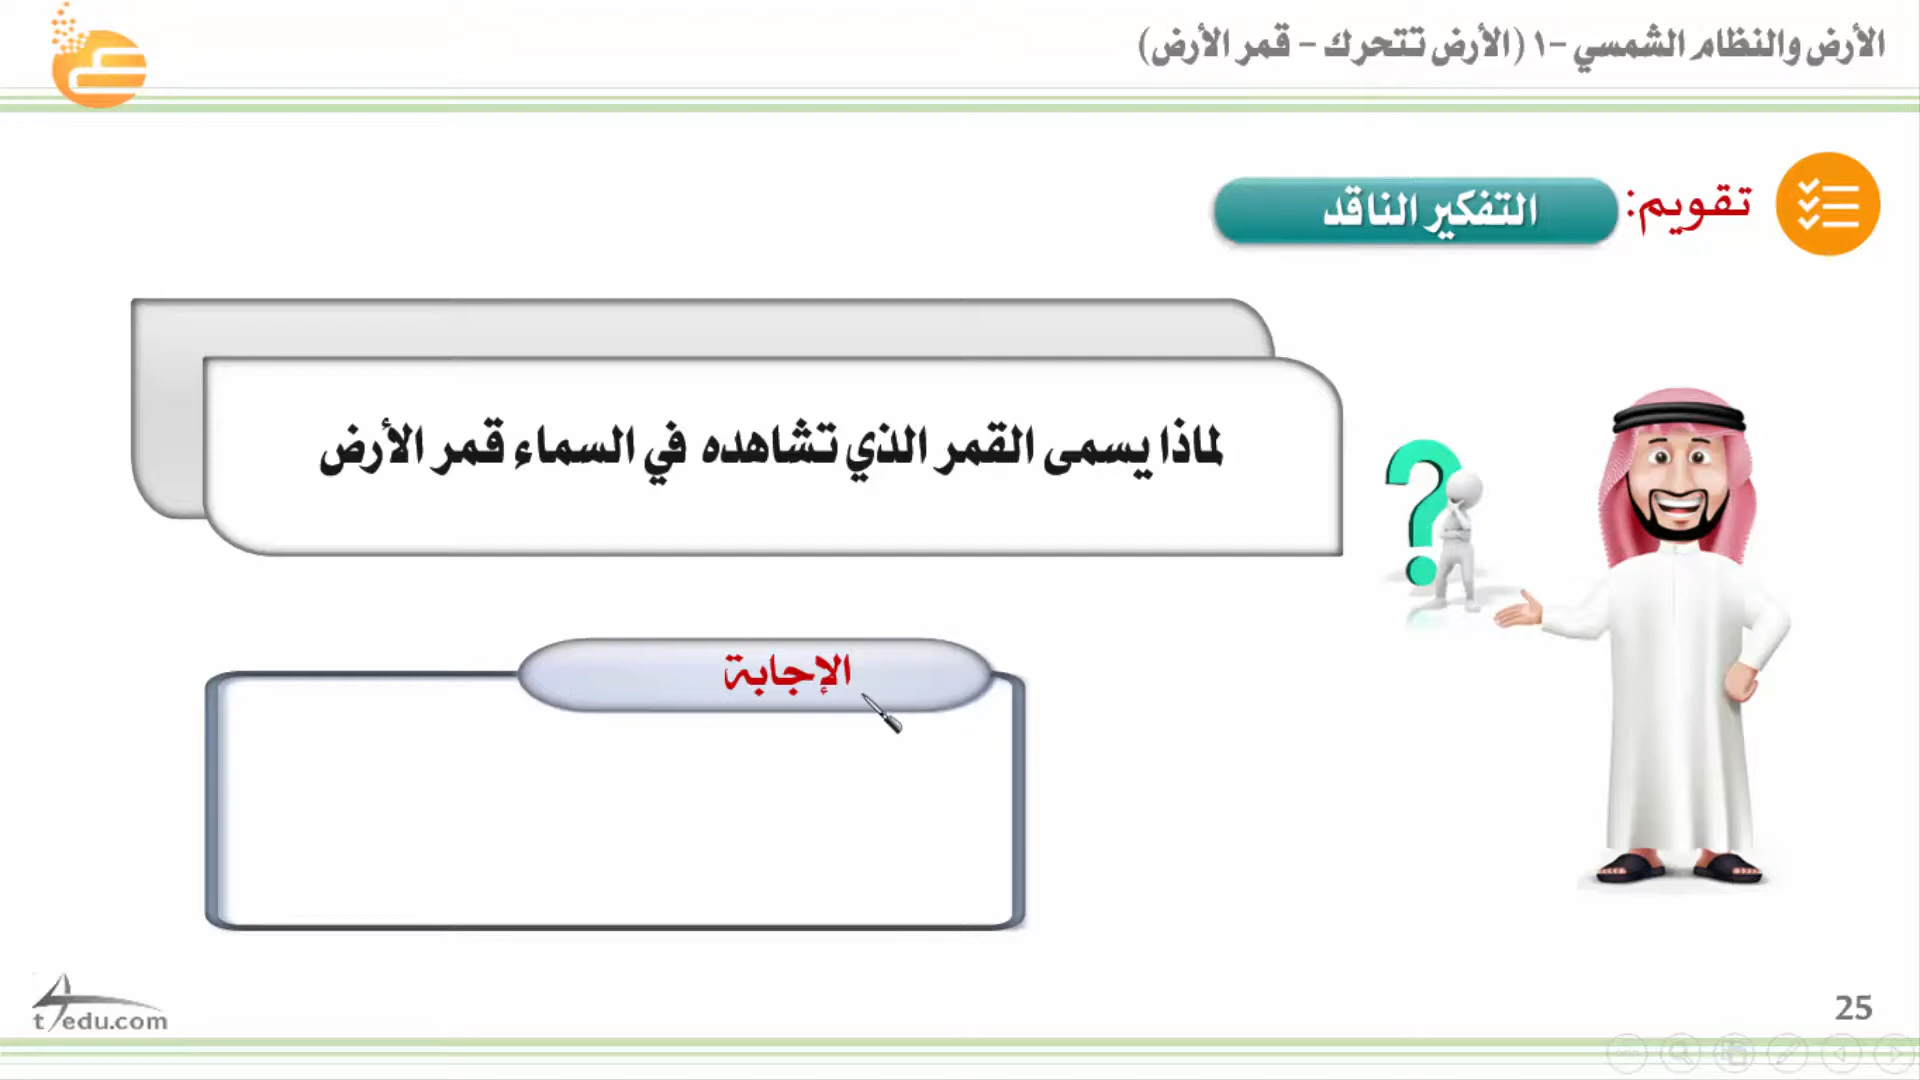 الأرض والنظام الشمسي -١ (الأرض تتحرك - قمر الأرض)
تقويم:
التفكير الناقد
لماذا يسمى القمر الذي تشاهده في السماء قمر الأرض
?
الإجابة
t4edu.com
25